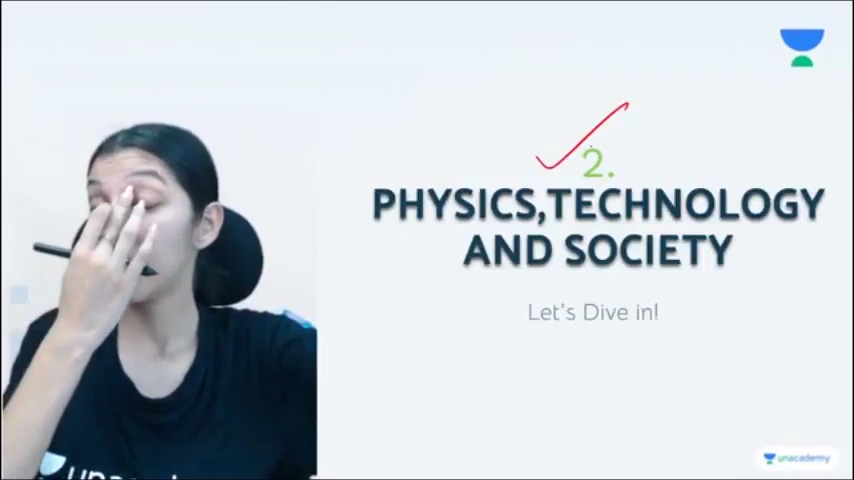 2.
PHYSICS,TECHNOLOGY
AND SOCIETY
Let's Dive in!
unacademy